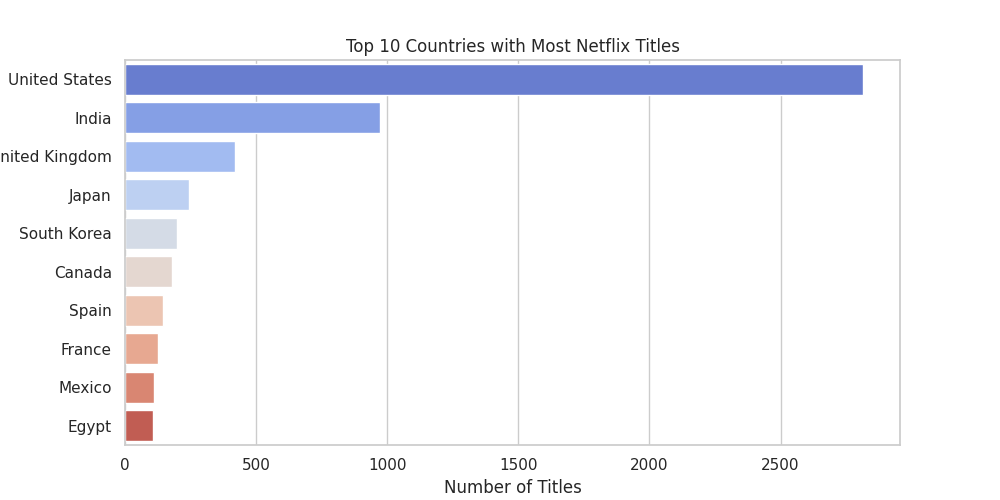 Top 10 Countries with Most Netflix Titles
United States
India
nited Kingdom
Japan
South Korea
Canada
Spain
France
Mexico
Egypt
0 500 1000 1500 2000 2500
Number of Titles